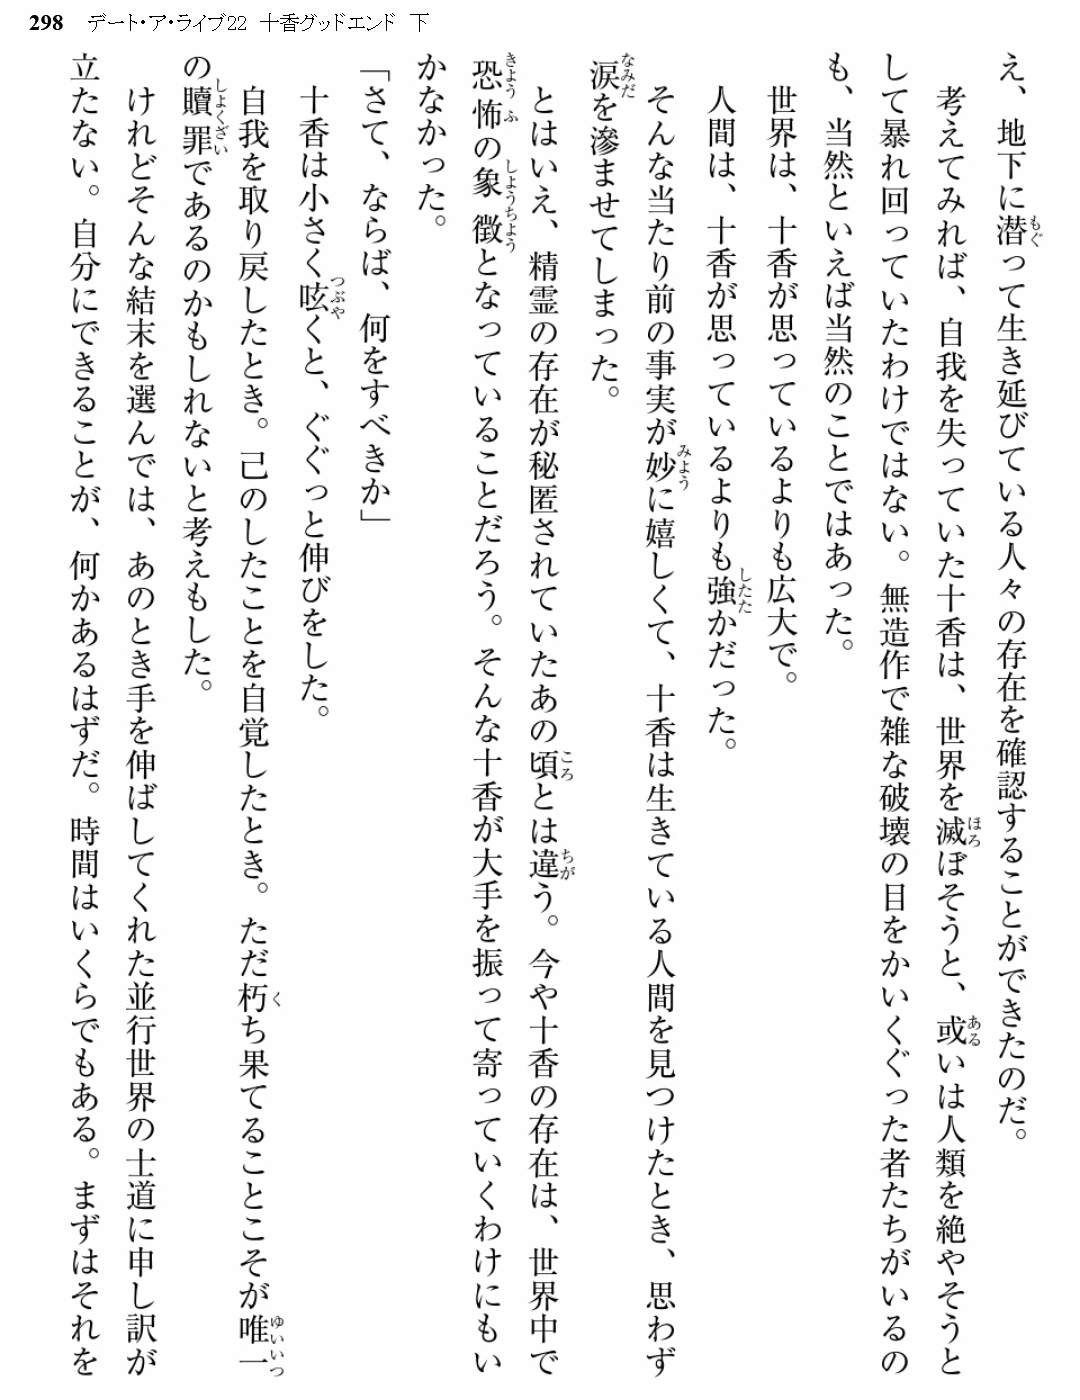 298 デート・ア・ライブ22 十香グッドエンド 下
え、地下に潜って生き延びている人々の存在を確認することができたのだ。
考えてみれば、自我を失っていた十香は、世界を滅ぼそうと、或いは人類を絶やそうと
して暴れ回っていたわけではない。無造作で雑な破壊の目をかいくぐった者たちがいるの
も、当然といえば当然のことではあった。
世界は、十香が思っているよりも広大で。
人間は、十香が思っているよりも強かだった。
そんな当たり前の事実が妙に嬉しくて、十香は生きている人間を見つけたとき、思わず
涙を滲ませてしまった。
とはいえ、精霊の存在が秘匿されていたあの頃とは違う。今や十香の存在は、世界中で
恐怖の象徴となっていることだろう。そんな十香が大手を振って寄っていくわけにもい
かなかった。
「さて、ならば、何をすべきか」
十香は小さく呟くと、ぐぐっと伸びをした。
自我を取り戻したとき。己のしたことを自覚したとき。ただ朽ち果てることこそが唯一
の贖罪であるのかもしれないと考えもした。
けれどそんな結末を選んでは、あのとき手を伸ばしてくれた並行世界の士道に申し訳が
立たない。自分にできることが、何かあるはずだ。時間はいくらでもある。まずはそれを